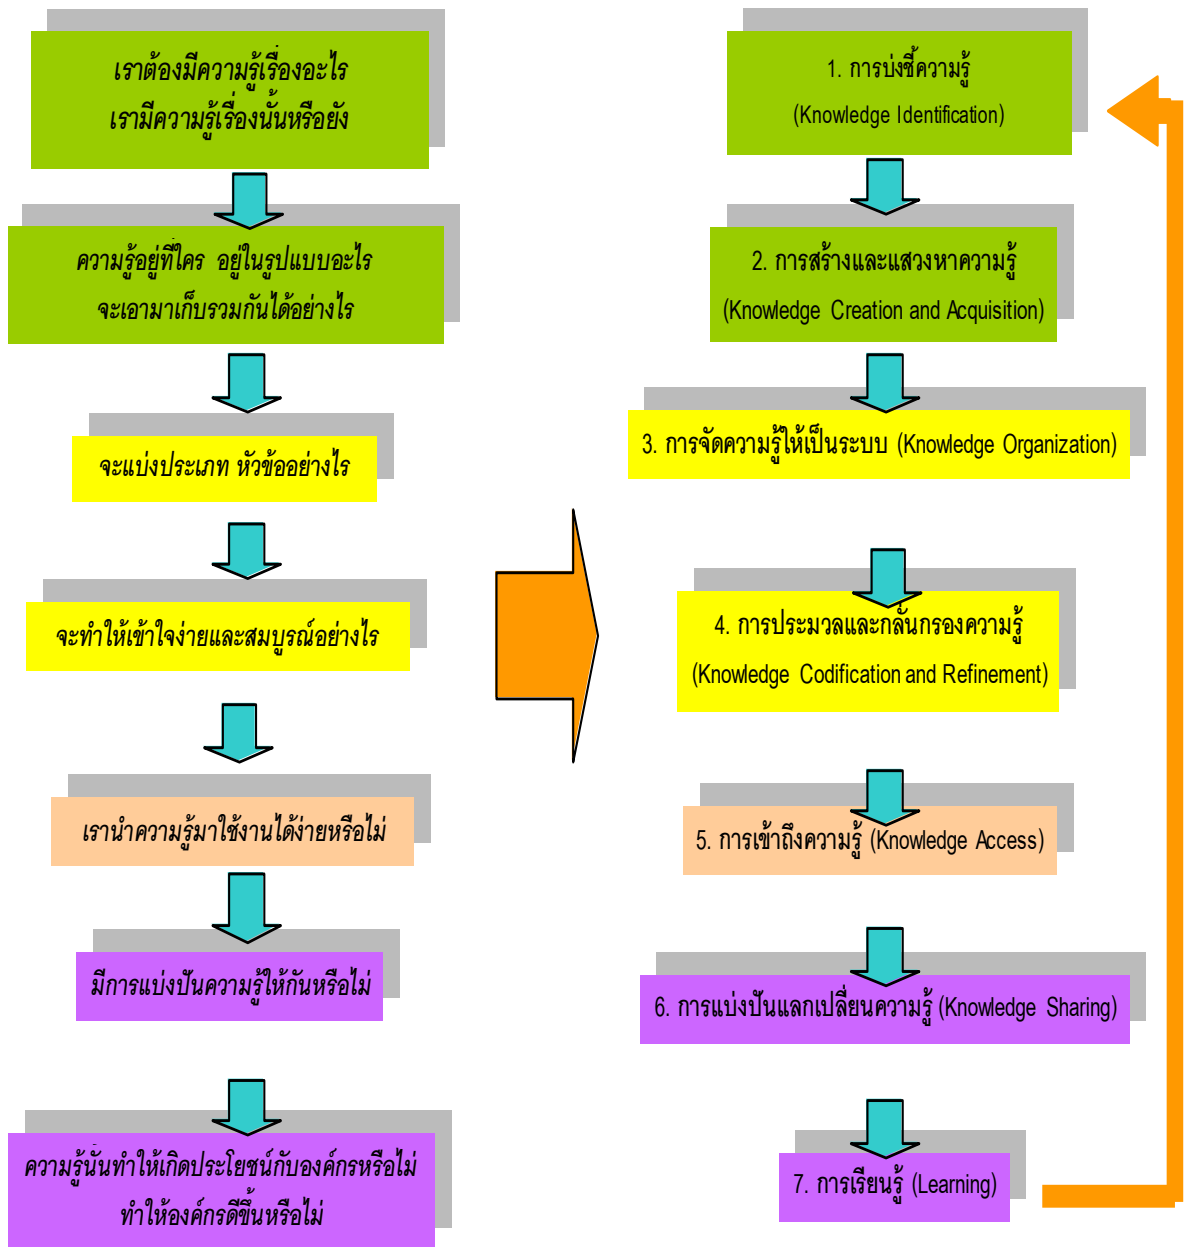 เราต้องมีความรู้เรื่องอะไร
เรามีความรู้เรื่องนั้นหรือยัง
ความรู้อยู่ที่ใคร อยู่ในรูปแบบอะไร
จะเอามาเก็บรวมกันได้อย่างไร
จะแบ่งประเภท หัวข้ออย่างไร
จะทำให้เข้าใจง่ายและสมบูรณ์อย่างไร
เรานำความรู้มาใช้งานได้ง่ายหรือไม่
มีการแบ่งปันความรู้ให้กันหรือไม่
ความรู้นั้นทำให้เกิดประโยชน์กับองค์กรหรือไม่
ทำให้องค์กรดีขึ้นหรือไม่
1. การบ่งชี้ความรู้
(Knowledge Identification)
2. การสร้างและแสวงหาความรู้
(Knowledge Creation and Acquisition)
3. การจัดความรู้ให้เป็นระบบ (Knowledge Organization)
4. การประมวลและกลั่นกรองความรู้
(Knowledge Codification and Refinement)
5. การเข้าถึงความรู้ (Knowledge Access)
6. การแบ่งปันแลกเปลี่ยนความรู้ (Knowledge Sharing)
7. การเรียนรู้ (Learning)